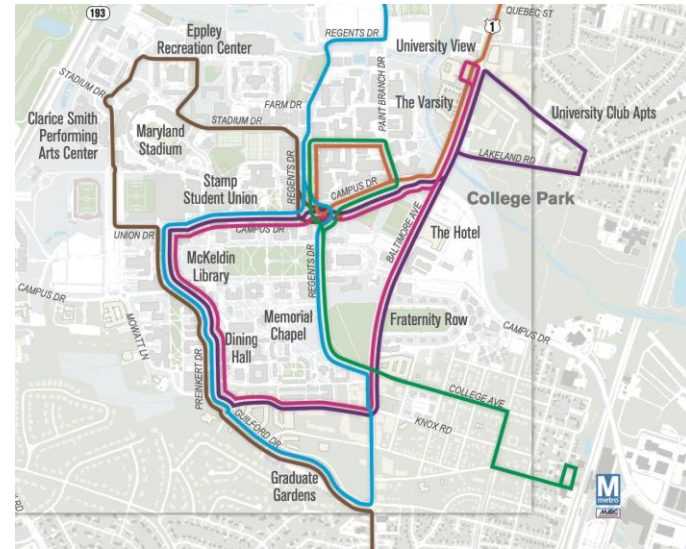 193
QUEBEC ST
1
REGENTS DR
Eppley
Recreation Center
University View
STADIUM DR
PAINT BRANCH DR
The Varsity
FARM DR
University Club Apts
Clarice Smith
Performing
Arts Center
Maryland
Stadium
STADIUM DR
REGENTS DR
LAKELAND RD
Stamp
Student Union
CAMPUS DR
College Park
UNION DR
CAMPUS DR
BALTIMORE AVE
The Hotel
McKeldin
Library
REGENTS DR
CAMPUS DR
MOWATT LN
Memorial
Chapel
Fraternity Row
CAMPUS DR
Dining
Hall
PREINKERT DR
COLLEGE AVE
GUILFORD DR
KNOX RD
Graduate
Gardens
M
metro
MARC
RD